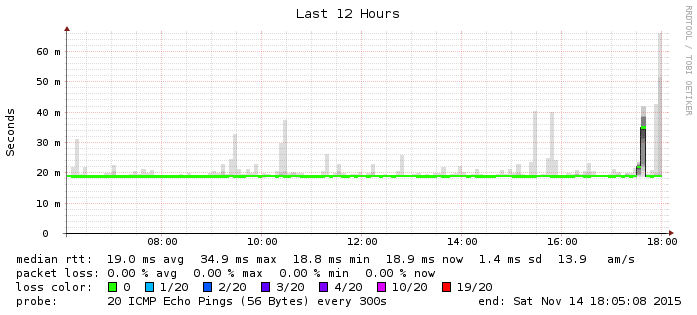 Last 12 Hours
RRDTOOL / TOBI OETIKER
Seconds
60 m
50 m
40 m
30 m
20 m
10 m
0
08:00 10:00 12:00 14:00 16:00 18:00
median rtt: 19.0 ms avg 34.9 ms max 18.8 ms min 18.9 ms now 1.4 ms sd 13.9 am/s
packet loss: 0.00 % avg 0.00 % max 0.00 % min 0.00 % now
loss color: 0 1/20 2/20 3/20 4/20 10/20 19/20
probe: 20 ICMP Echo Pings (56 Bytes) every 300s end: Sat Nov 14 18:05:08 2015